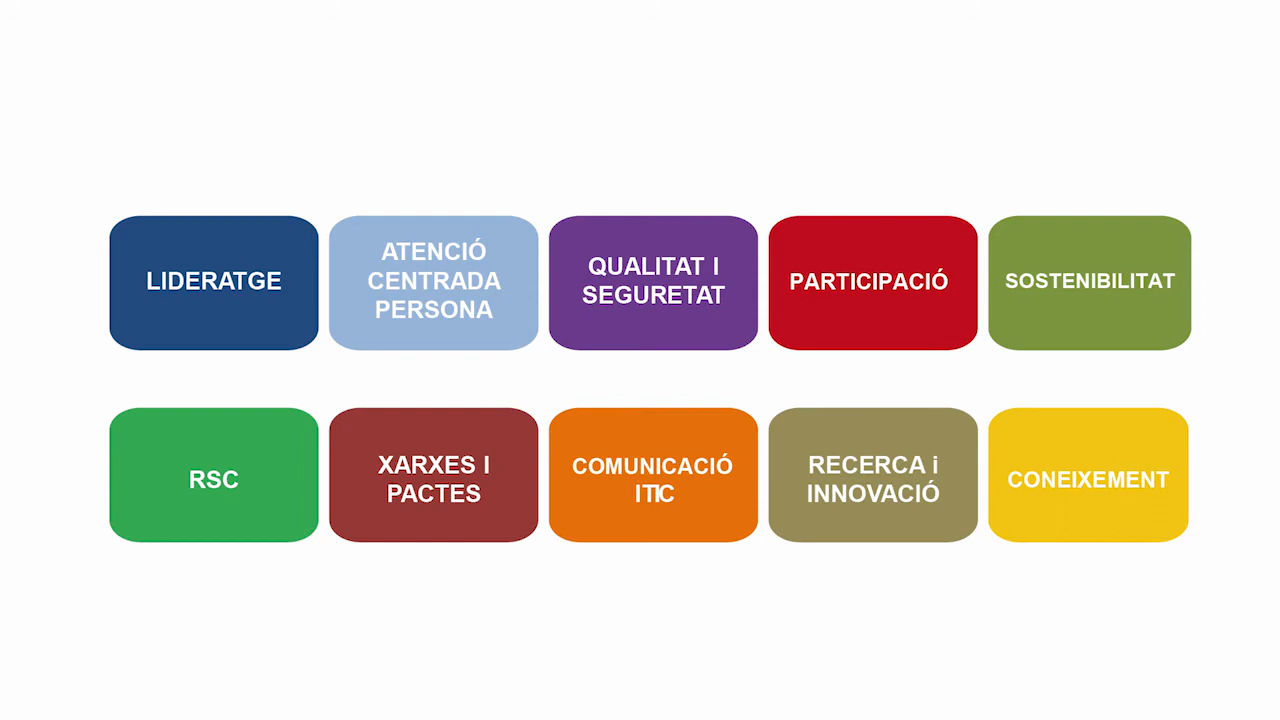 LIDERATGE
ATENCIÓ
CENTRADA
PERSONA
QUALITAT I
SEGURETAT
PARTICIPACIÓ
SOSTENIBILITAT
RSC
XARXES I
PACTES
COMUNICACIÓ
ITIC
RECERCA i
INNOVACIÓ
CONEIXEMENT